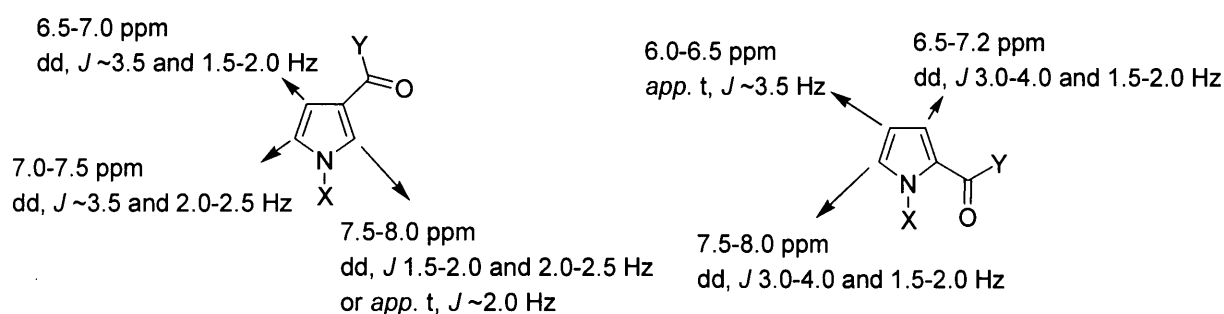 6.5-7.0 ppm
dd, J ~3.5 and 1.5-2.0 Hz
Y
O
N
X
7.0-7.5 ppm
dd, J ~3.5 and 2.0-2.5 Hz
7.5-8.0 ppm
dd, J 1.5-2.0 and 2.0-2.5 Hz
or app. t, J ~2.0 Hz
6.0-6.5 ppm
app. t, J ~3.5 Hz
6.5-7.2 ppm
dd, J 3.0-4.0 and 1.5-2.0 Hz
N
Y
X
O
7.5-8.0 ppm
dd, J 3.0-4.0 and 1.5-2.0 Hz